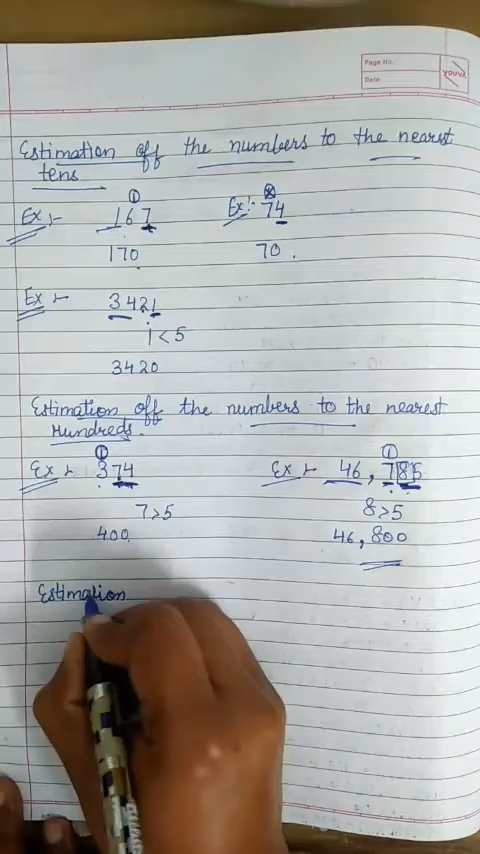 Page No.
Date:
YOUVA
Estimation off the numbers to the nearest
tens
Ex :- 167 Ex:- 74
170 70 .
Ex :- 3421
1 < 5
3420
Estimation off the numbers to the nearest
Hundreds.
Ex :- 374 Ex :- 46,785
7>5 8>5
400 46,800
Estimation